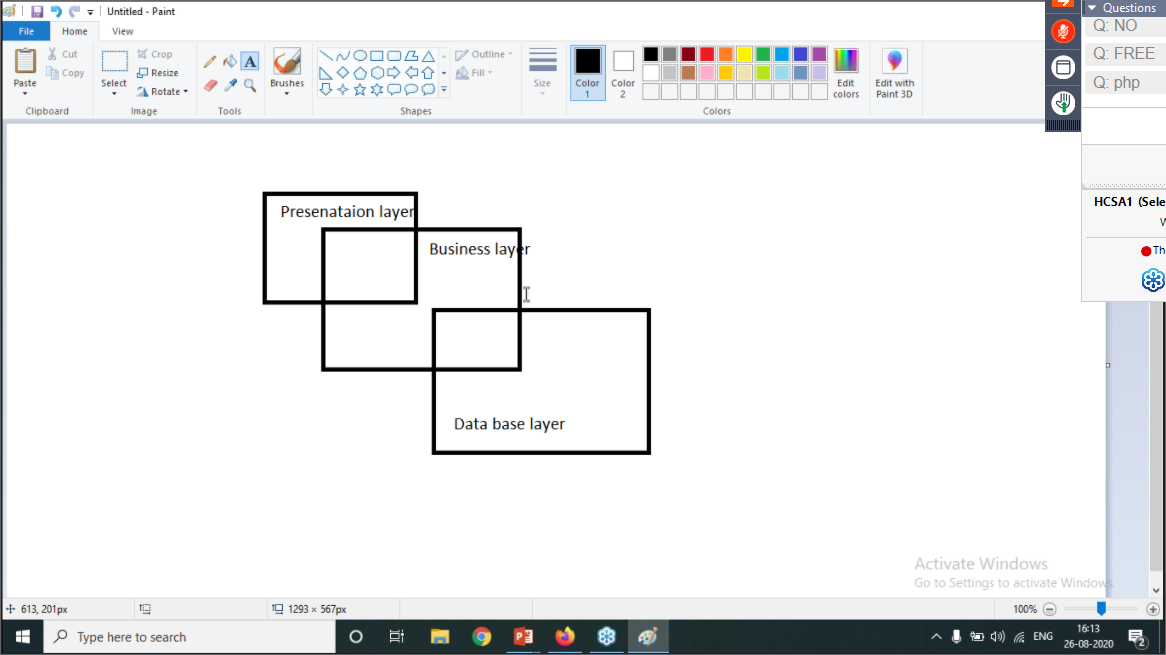 Untitled - Paint
Questions
File
Home
View
Q: NO
Q: FREE
Q: php
Paste
Cut
Copy
Clipboard
Select
Crop
Resize
Rotate
Image
A
Tools
Brushes
Outline
Fill
Shapes
Size
Color
1
Color
2
Edit
colors
Colors
Edit with
Paint 3D
HCSA1 (Sele
W
Th
Presenataion layer
Business layer
Data base layer
Activate Windows
Go to Settings to activate Windows.
613, 201px
1293 × 567px
100%
Type here to search
ENG
16:13
26-08-2020
2